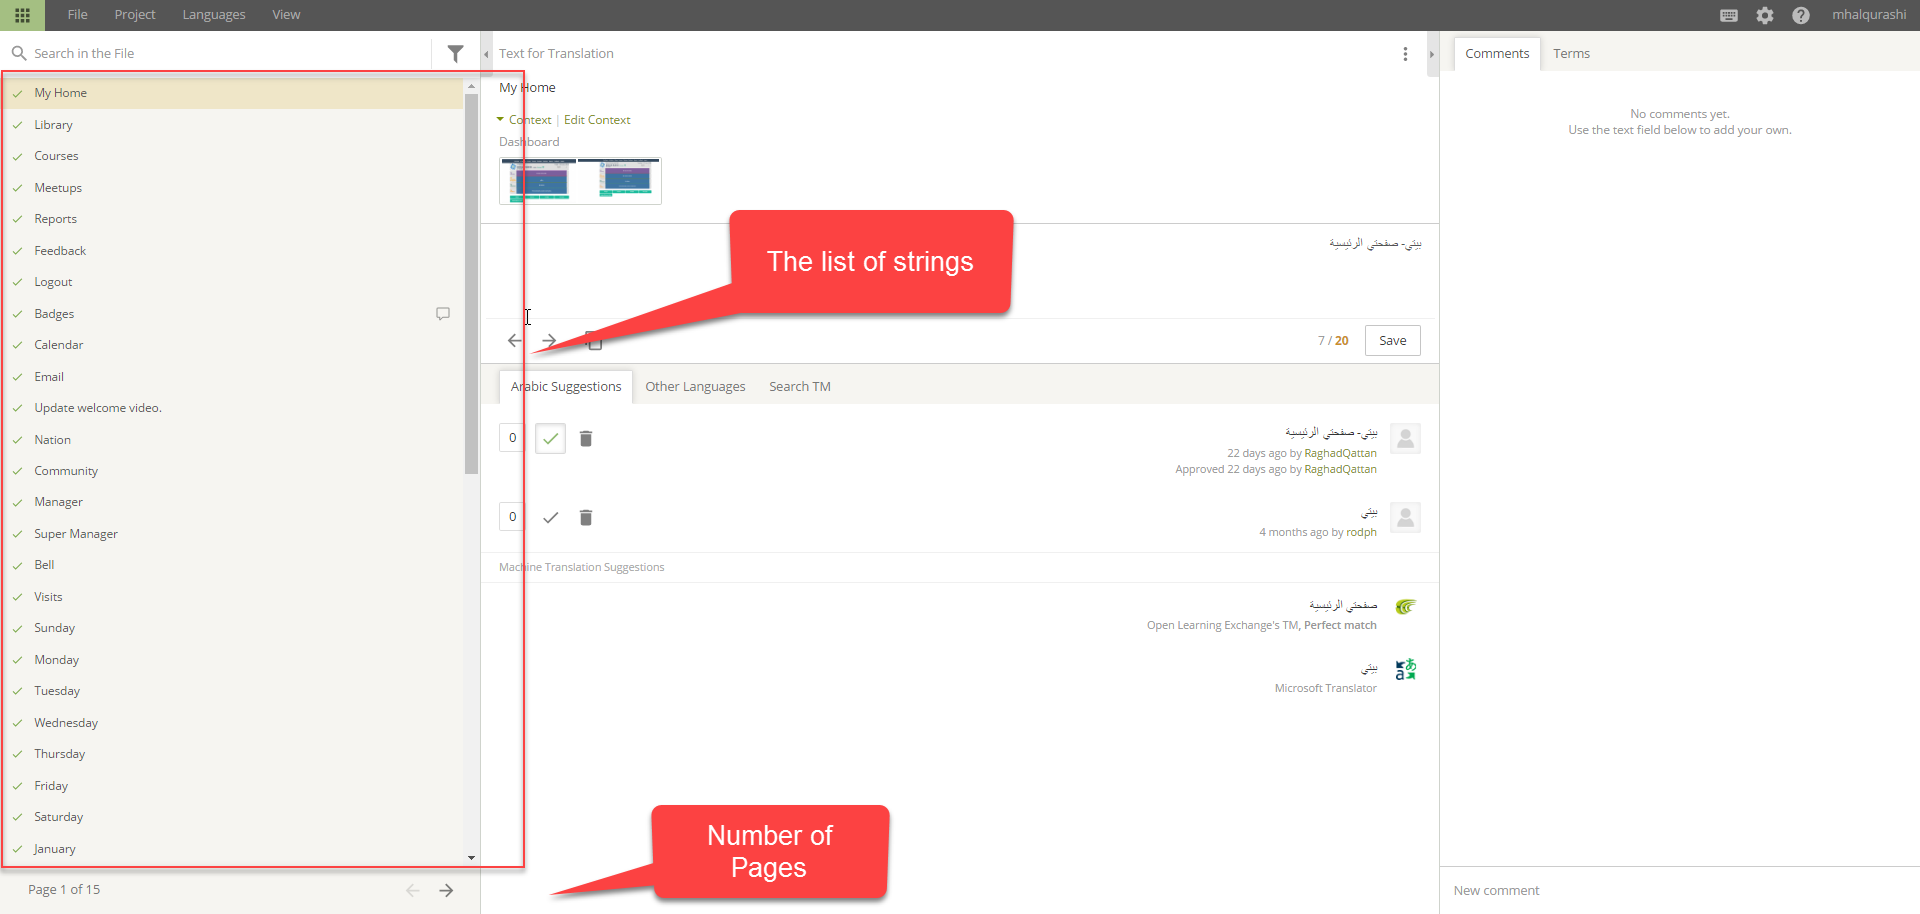 File Project Languages View mhalqurashi
Search in the File
My Home
Library
Courses
Meetups
Reports
Feedback
Logout
Badges
Calendar
Email
Update welcome video.
Nation
Community
Manager
Super Manager
Bell
Visits
Sunday
Monday
Tuesday
Wednesday
Thursday
Friday
Saturday
January
Page 1 of 15
Text for Translation
My Home
Context | Edit Context
Dashboard
The list of strings
بيتي- صفحتي الرئيسية
7 / 20 Save
Arabic Suggestions Other Languages Search TM
0
بيتي- صفحتي الرئيسية
22 days ago by RaghadQattan
Approved 22 days ago by RaghadQattan
0
بيتي
4 months ago by rodph
Machine Translation Suggestions
صفحتي الرئيسية
Open Learning Exchange's TM, Perfect match
بيتي
Microsoft Translator
Number of
Pages
Comments Terms
No comments yet.
Use the text field below to add your own.
New comment